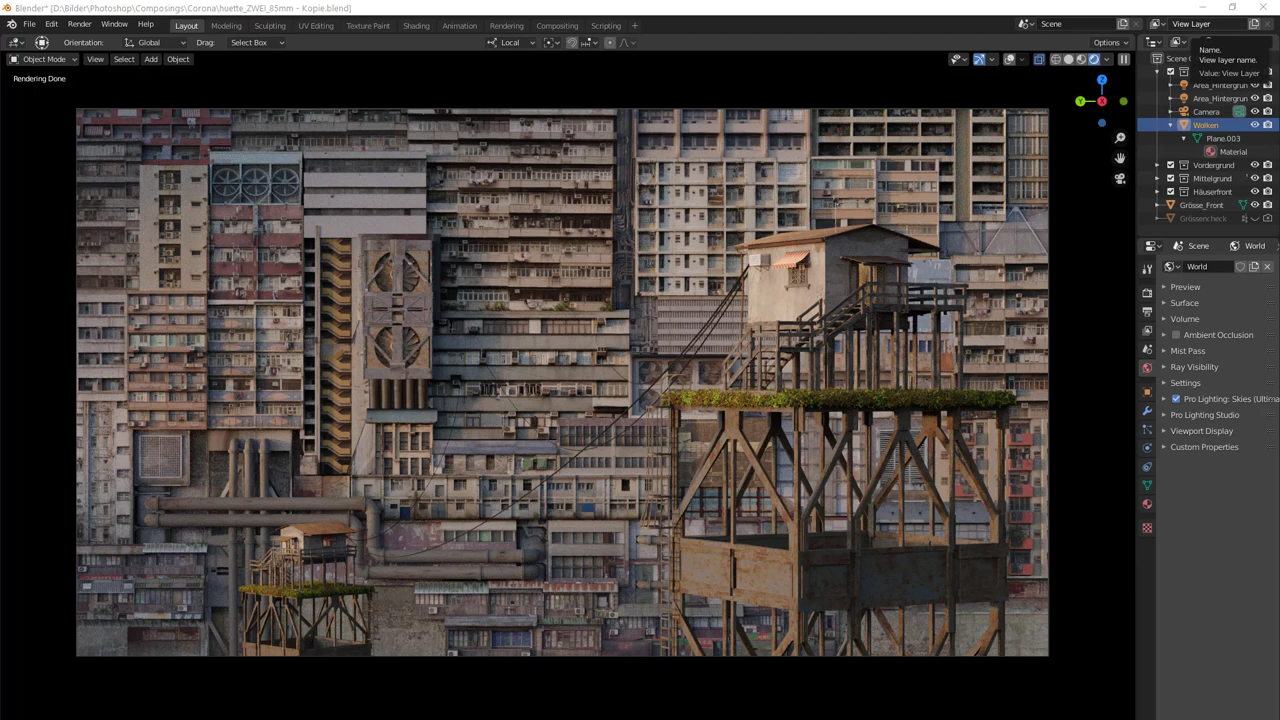 Blender* [D:\Bilder\Photoshop\Composings\Corona\huette_ZWEI_85mm - Kopie.blend]
File Edit Render Window Help Layout Modeling Sculpting UV Editing Texture Paint Shading Animation Rendering Compositing Scripting Scene View Layer
Orientation: Global Drag: Select Box Local Options
Object Mode View Select Add Object
Rendering Done
Name.
View layer name.
Value: View Layer
Scene C
Area_Hintergrun
Area_Hintergrun
Camera
Wolken
Plane.003
Material
Vordergrund
Mittelgrund
Häuserfront
Grösse_Front
Grössencheck
Scene World
World
Preview
Surface
Volume
Ambient Occlusion
Mist Pass
Ray Visibility
Settings
Pro Lighting: Skies (Ultima
Pro Lighting Studio
Viewport Display
Custom Properties
Z
Y
X